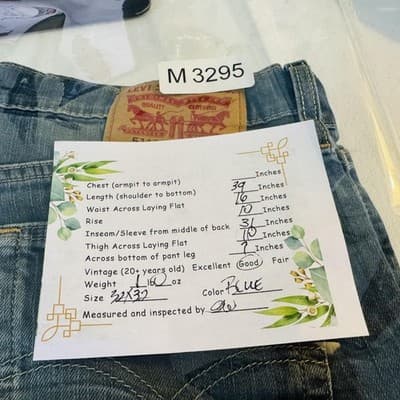 M 3295
LEVI
QUALITY CLOTHING
Chest (armpit to armpit) Inches
Length (shoulder to bottom) 39 Inches
Waist Across Laying Flat 16 Inches
Rise 10 Inches
Inseam/Sleeve from middle of back 31 Inches
Thigh Across Laying Flat 10 Inches
Across bottom of pant leg 7 Inches
Vintage (20+ years old) Excellent Good Fair
Weight 1 oz
Size 32X32 Color BLUE
Measured and inspected by